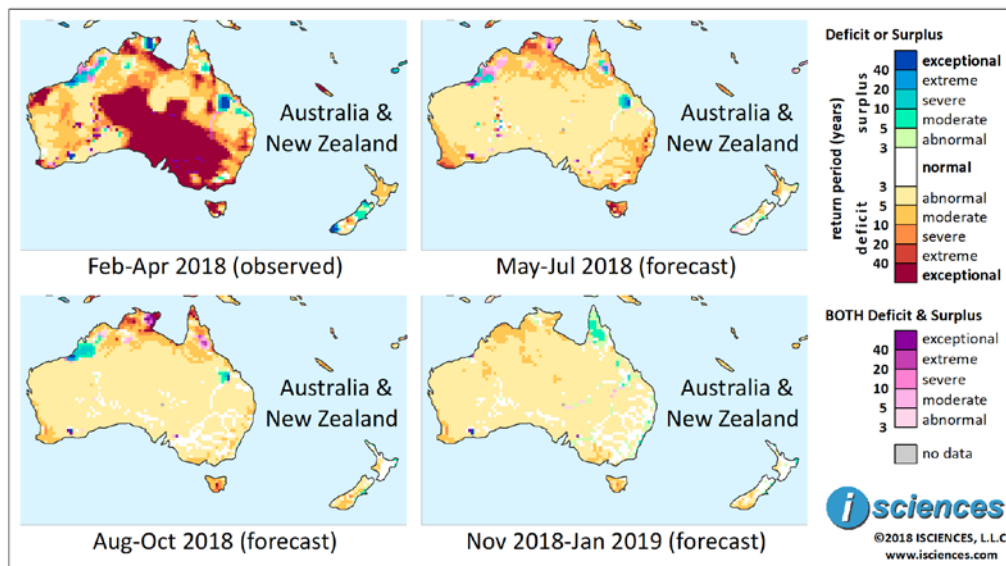 Australia &
New Zealand
Feb-Apr 2018 (observed)
Australia &
New Zealand
May-Jul 2018 (forecast)
Australia &
New Zealand
Aug-Oct 2018 (forecast)
Australia &
New Zealand
Nov 2018-Jan 2019 (forecast)
Deficit or Surplus
return period (years)
surplus
deficit
exceptional
40
extreme
20
severe
10
moderate
5
abnormal
3
normal
3
abnormal
5
moderate
10
severe
20
extreme
40
exceptional
BOTH Deficit & Surplus
exceptional
40
extreme
20
severe
10
moderate
5
abnormal
3
no data
i sciences
©2018 ISCIENCES, L.L.C
www.isciences.com